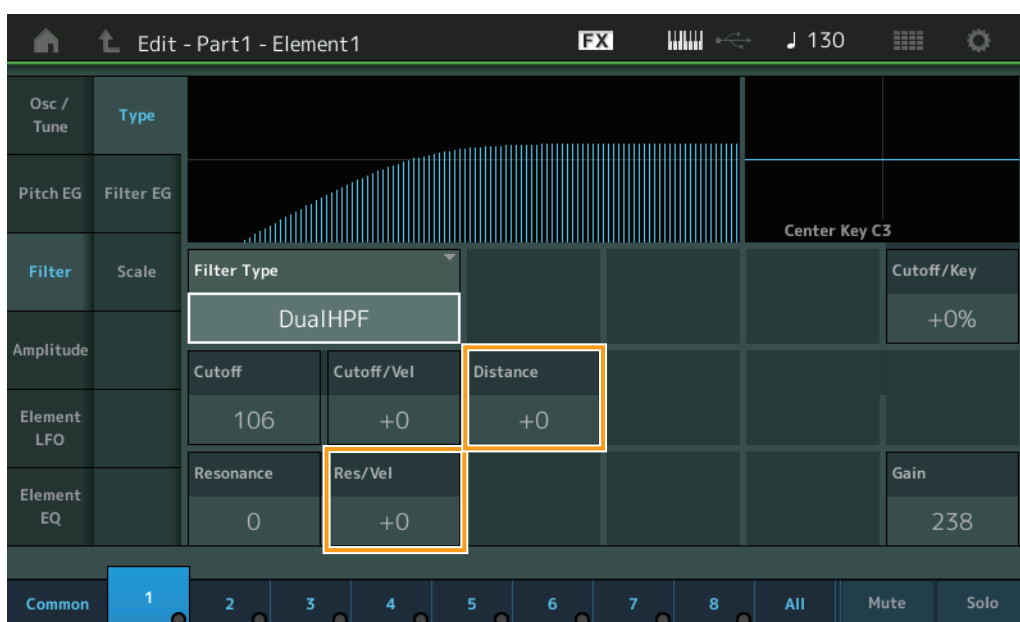 Edit - Part1 - Element1
FX
130
Osc /
Tune
Type
Pitch EG
Filter EG
Center Key C3
Filter
Scale
Filter Type
DualHPF
Cutoff/Key
+0%
Amplitude
Cutoff
106
Cutoff/Vel
+0
Distance
+0
Element
LFO
Resonance
0
Res/Vel
+0
Gain
238
Element
EQ
Common
1
2
3
4
5
6
7
8
All
Mute
Solo